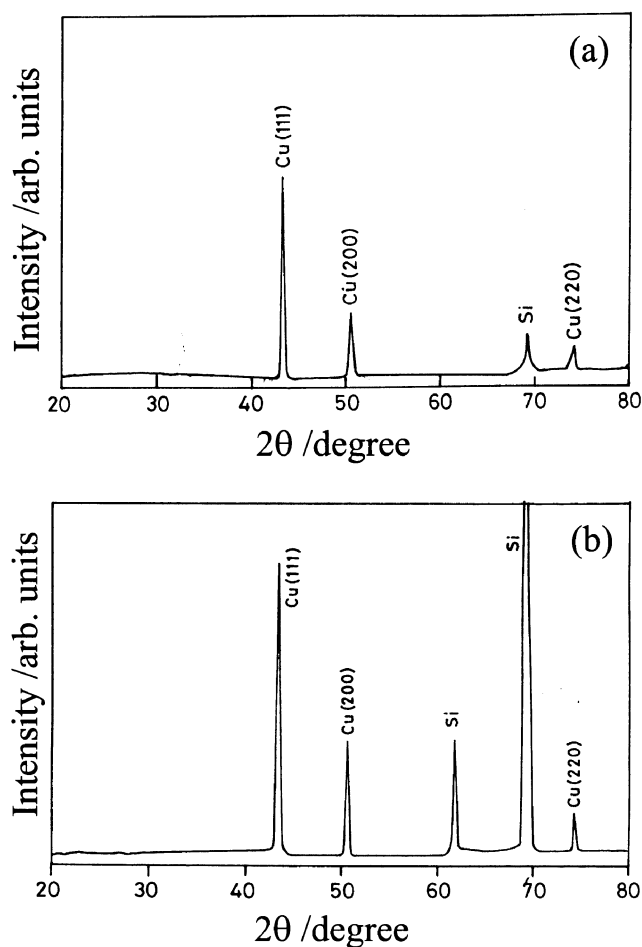 (a)
Intensity /arb. units
Cu (111)
Cu (200)
Si
Cu (220)
20 30 40 50 60 70 80
2θ /degree
(b)
Intensity /arb. units
Cu (111)
Cu (200)
Si
Si
Cu (220)
20 30 40 50 60 70 80
2θ /degree